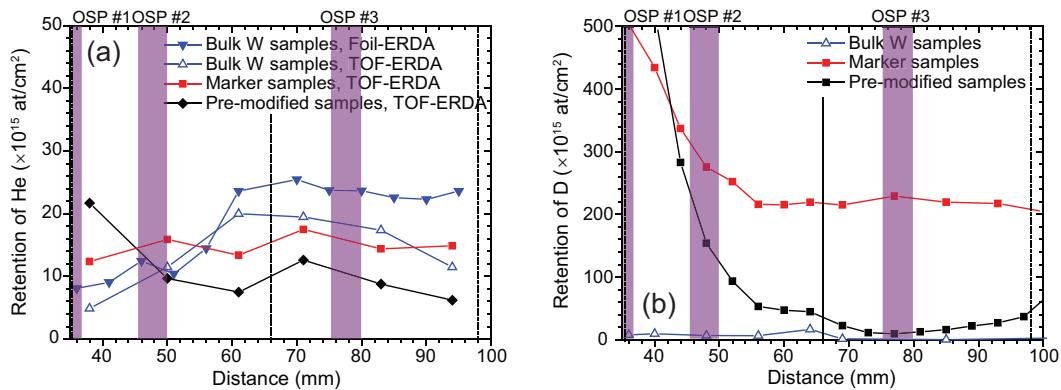 OSP #1 OSP #2 OSP #3
(a)
Bulk W samples, Foil-ERDA
Bulk W samples, TOF-ERDA
Marker samples, TOF-ERDA
Pre-modified samples, TOF-ERDA
Retention of He (×10¹⁵ at/cm²)
50
40
30
20
10
0
40 50 60 70 80 90 100
Distance (mm)
OSP #1 OSP #2 OSP #3
Bulk W samples
Marker samples
Pre-modified samples
(b)
Retention of D (×10¹⁵ at/cm²)
500
400
300
200
100
0
40 50 60 70 80 90 100
Distance (mm)